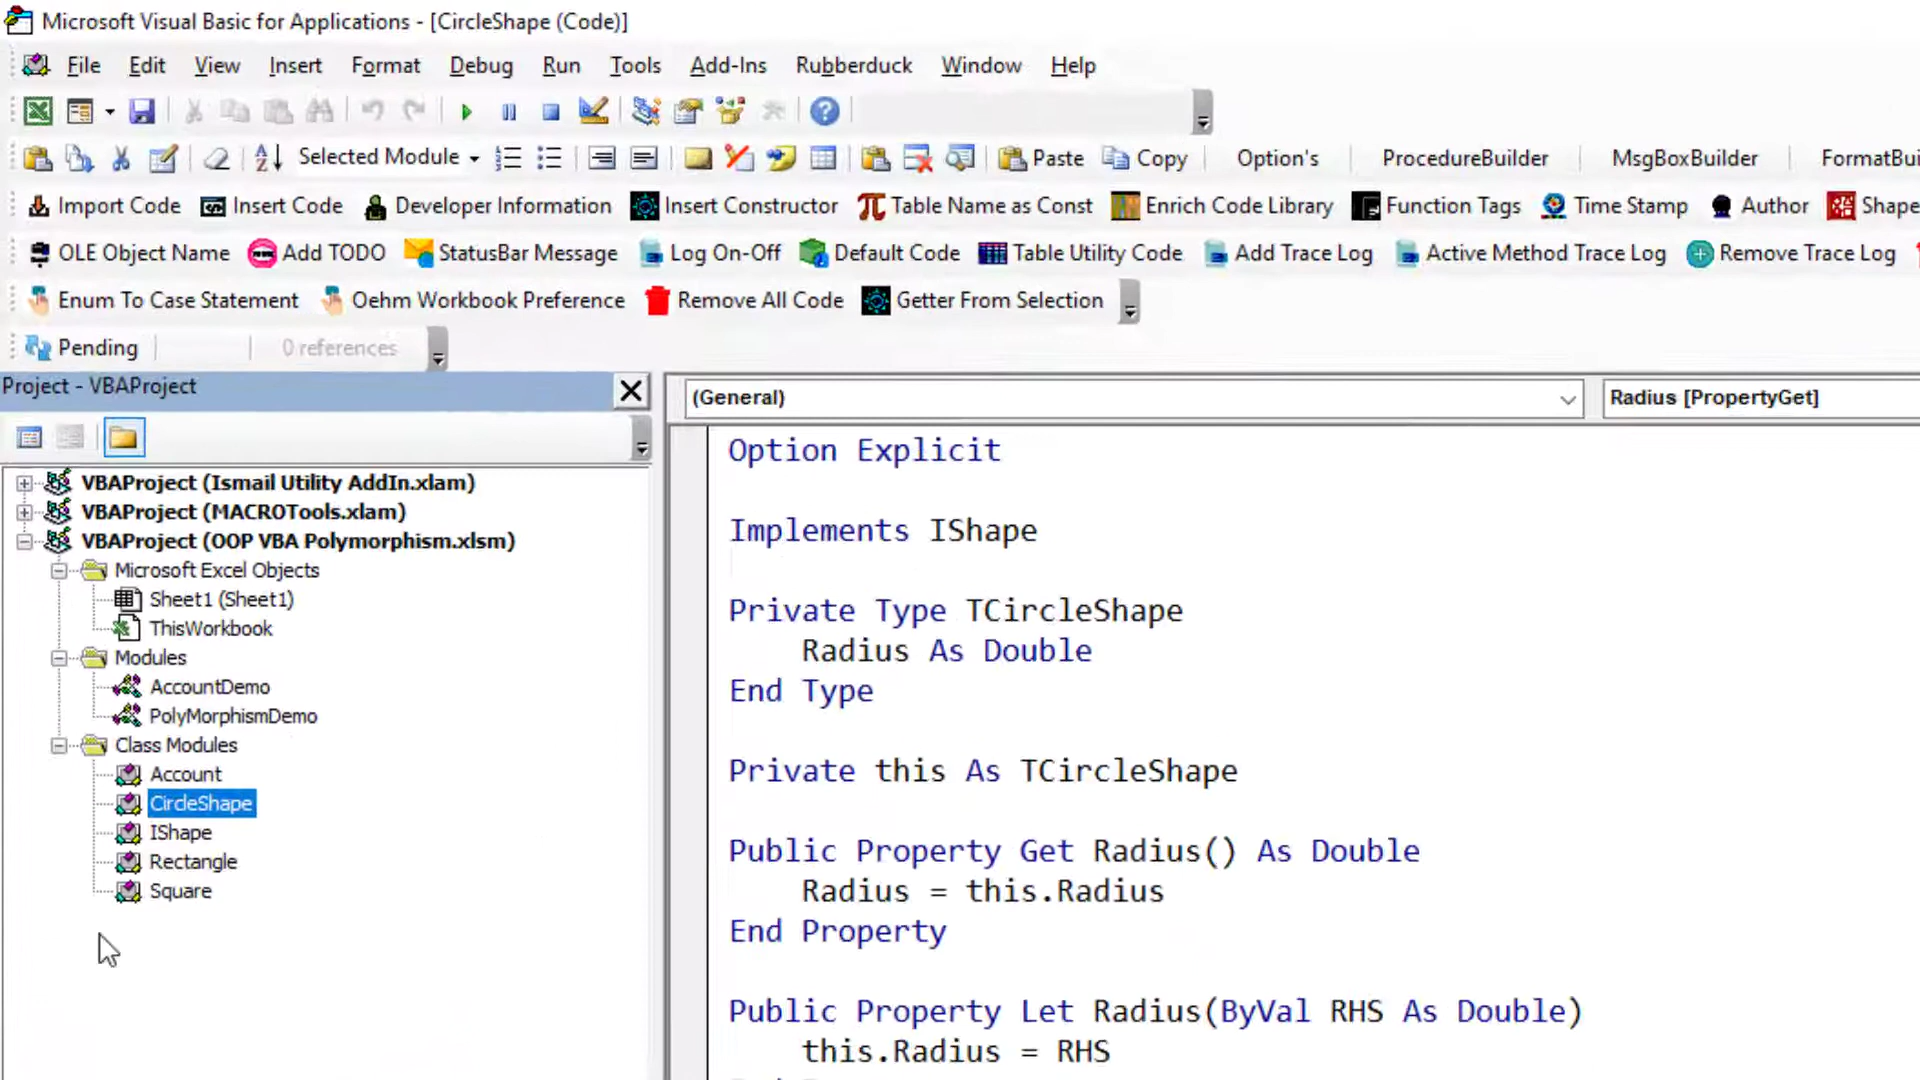 Microsoft Visual Basic for Applications - [CircleShape (Code)]
File Edit View Insert Format Debug Run Tools Add-Ins Rubberduck Window Help
Selected Module Paste Copy Option's ProcedureBuilder MsgBoxBuilder FormatBui
Import Code Insert Code Developer Information Insert Constructor Table Name as Const Enrich Code Library Function Tags Time Stamp Author Shape
OLE Object Name Add TODO StatusBar Message Log On-Off Default Code Table Utility Code Add Trace Log Active Method Trace Log Remove Trace Log
Enum To Case Statement Oehm Workbook Preference Remove All Code Getter From Selection
Pending 0 references
Project - VBAProject
(General) Radius [PropertyGet]
VBAProject (Ismail Utility AddIn.xlam)
VBAProject (MACROTools.xlam)
VBAProject (OOP VBA Polymorphism.xlsm)
Microsoft Excel Objects
Sheet1 (Sheet1)
ThisWorkbook
Modules
AccountDemo
PolyMorphismDemo
Class Modules
Account
CircleShape
IShape
Rectangle
Square
Option Explicit
Implements IShape
Private Type TCircleShape
Radius As Double
End Type
Private this As TCircleShape
Public Property Get Radius() As Double
Radius = this.Radius
End Property
Public Property Let Radius(ByVal RHS As Double)
this.Radius = RHS